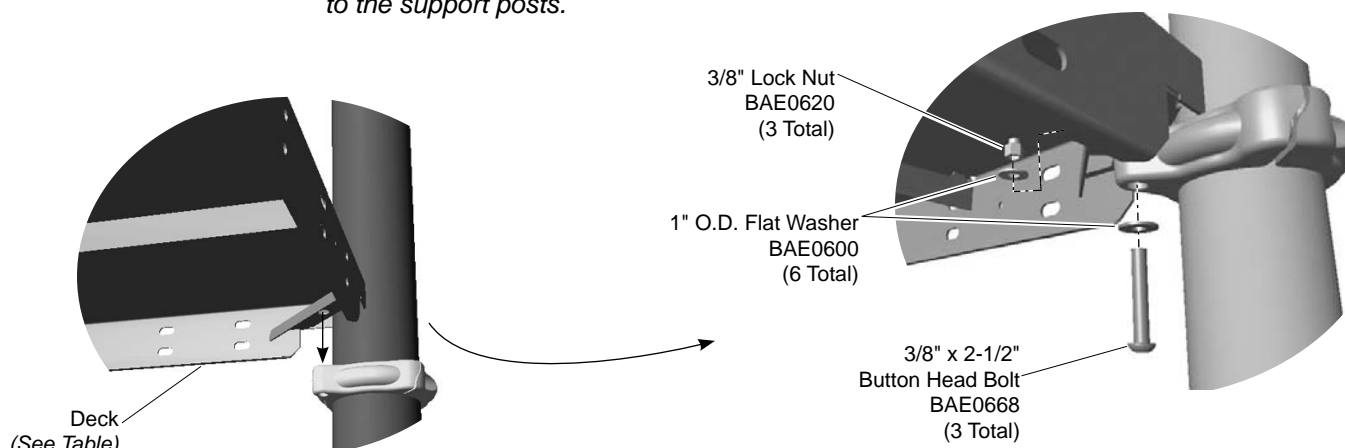 to the support posts.
3/8" Lock Nut
BAE0620
(3 Total)
1" O.D. Flat Washer
BAE0600
(6 Total)
3/8" x 2-1/2"
Button Head Bolt
BAE0668
(3 Total)
Deck
(See Table)